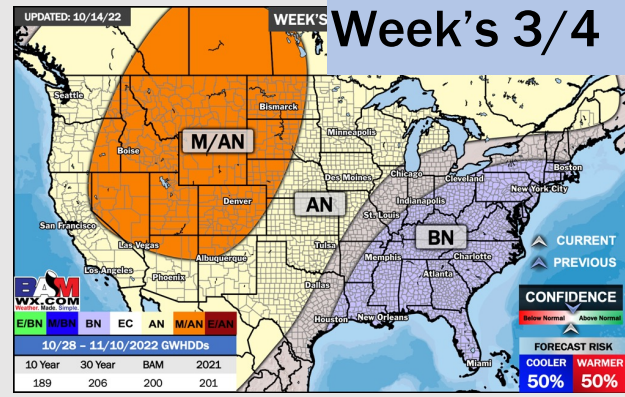 UPDATED: 10/14/22
WEEK'S
Week's 3/4
Seattle
Bismarck
Minneapolis
M/AN
Boise
Boston
Des Moines
Chicago
Cleveland
New York City
Denver
AN
Indianapolis
St. Louis
San Francisco
BN
CURRENT
Las Vegas
Tulsa
Memphis
Charlotte
Albuquerque
PREVIOUS
Los Angeles
Phoenix
Atlanta
Dallas
BAM
WX.COM
Weather. Made. Simple.
CONFIDENCE
Below Normal
Above Normal
Houston
New Orleans
E/BN M/BN BN EC AN M/AN E/AN
10/28 – 11/10/2022 GWHDDs
FORECAST RISK
10 Year 30 Year BAM 2021
Miami
COOLER WARMER
189 206 200 201
50% 50%